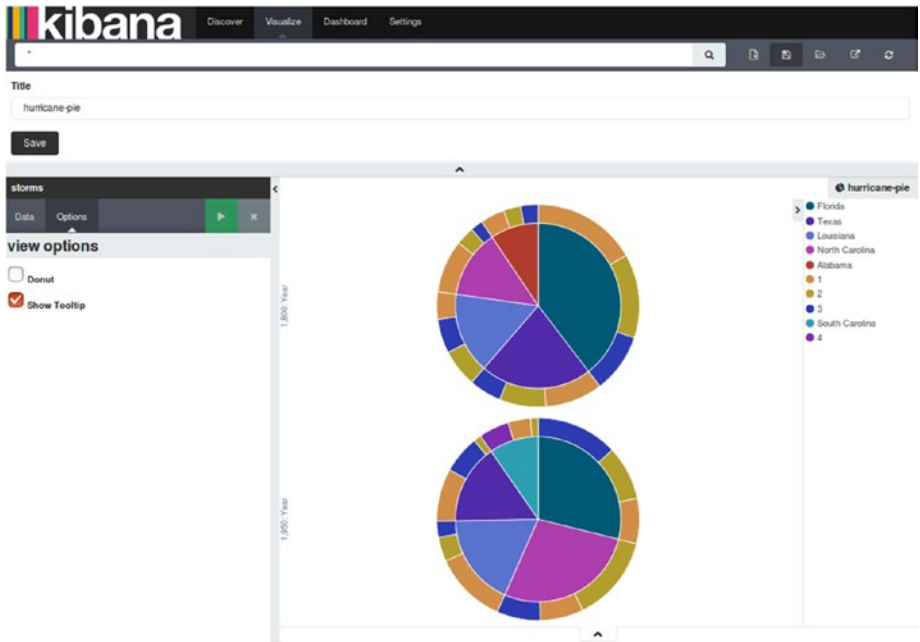 kibana Discover Visualize Dashboard Settings
*
Title
hurricane-pie
Save
storms
Data Options
view options
Donut
Show Tooltip
1,800: Year
1,950: Year
hurricane-pie
Florida
Texas
Louisiana
North Carolina
Alabama
1
2
3
South Carolina
4